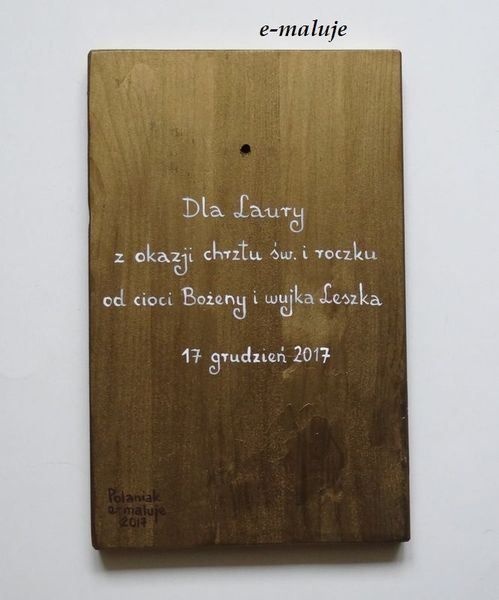 e-maluje
Dla Laury
z okazji chrztu św. i roczku
od cioci Bożeny i wujka Leszka
17 grudzień 2017
Polaniak
e-maluje
2017